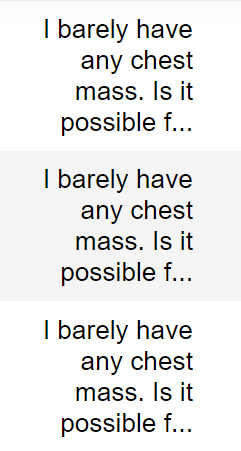 I barely have
any chest
mass. Is it
possible f...
I barely have
any chest
mass. Is it
possible f...
I barely have
any chest
mass. Is it
possible f...